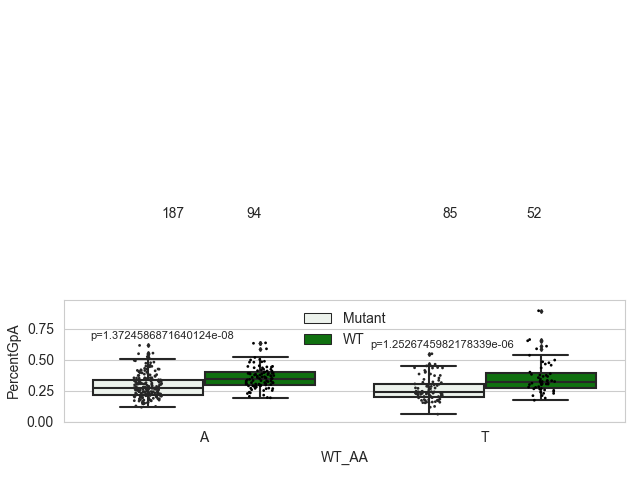 187 94 85 52
Mutant
WT
p=1.3724586871640124e-08
p=1.2526745982178339e-06
PercentGpA
0.75
0.50
0.25
0.00
A T
WT_AA